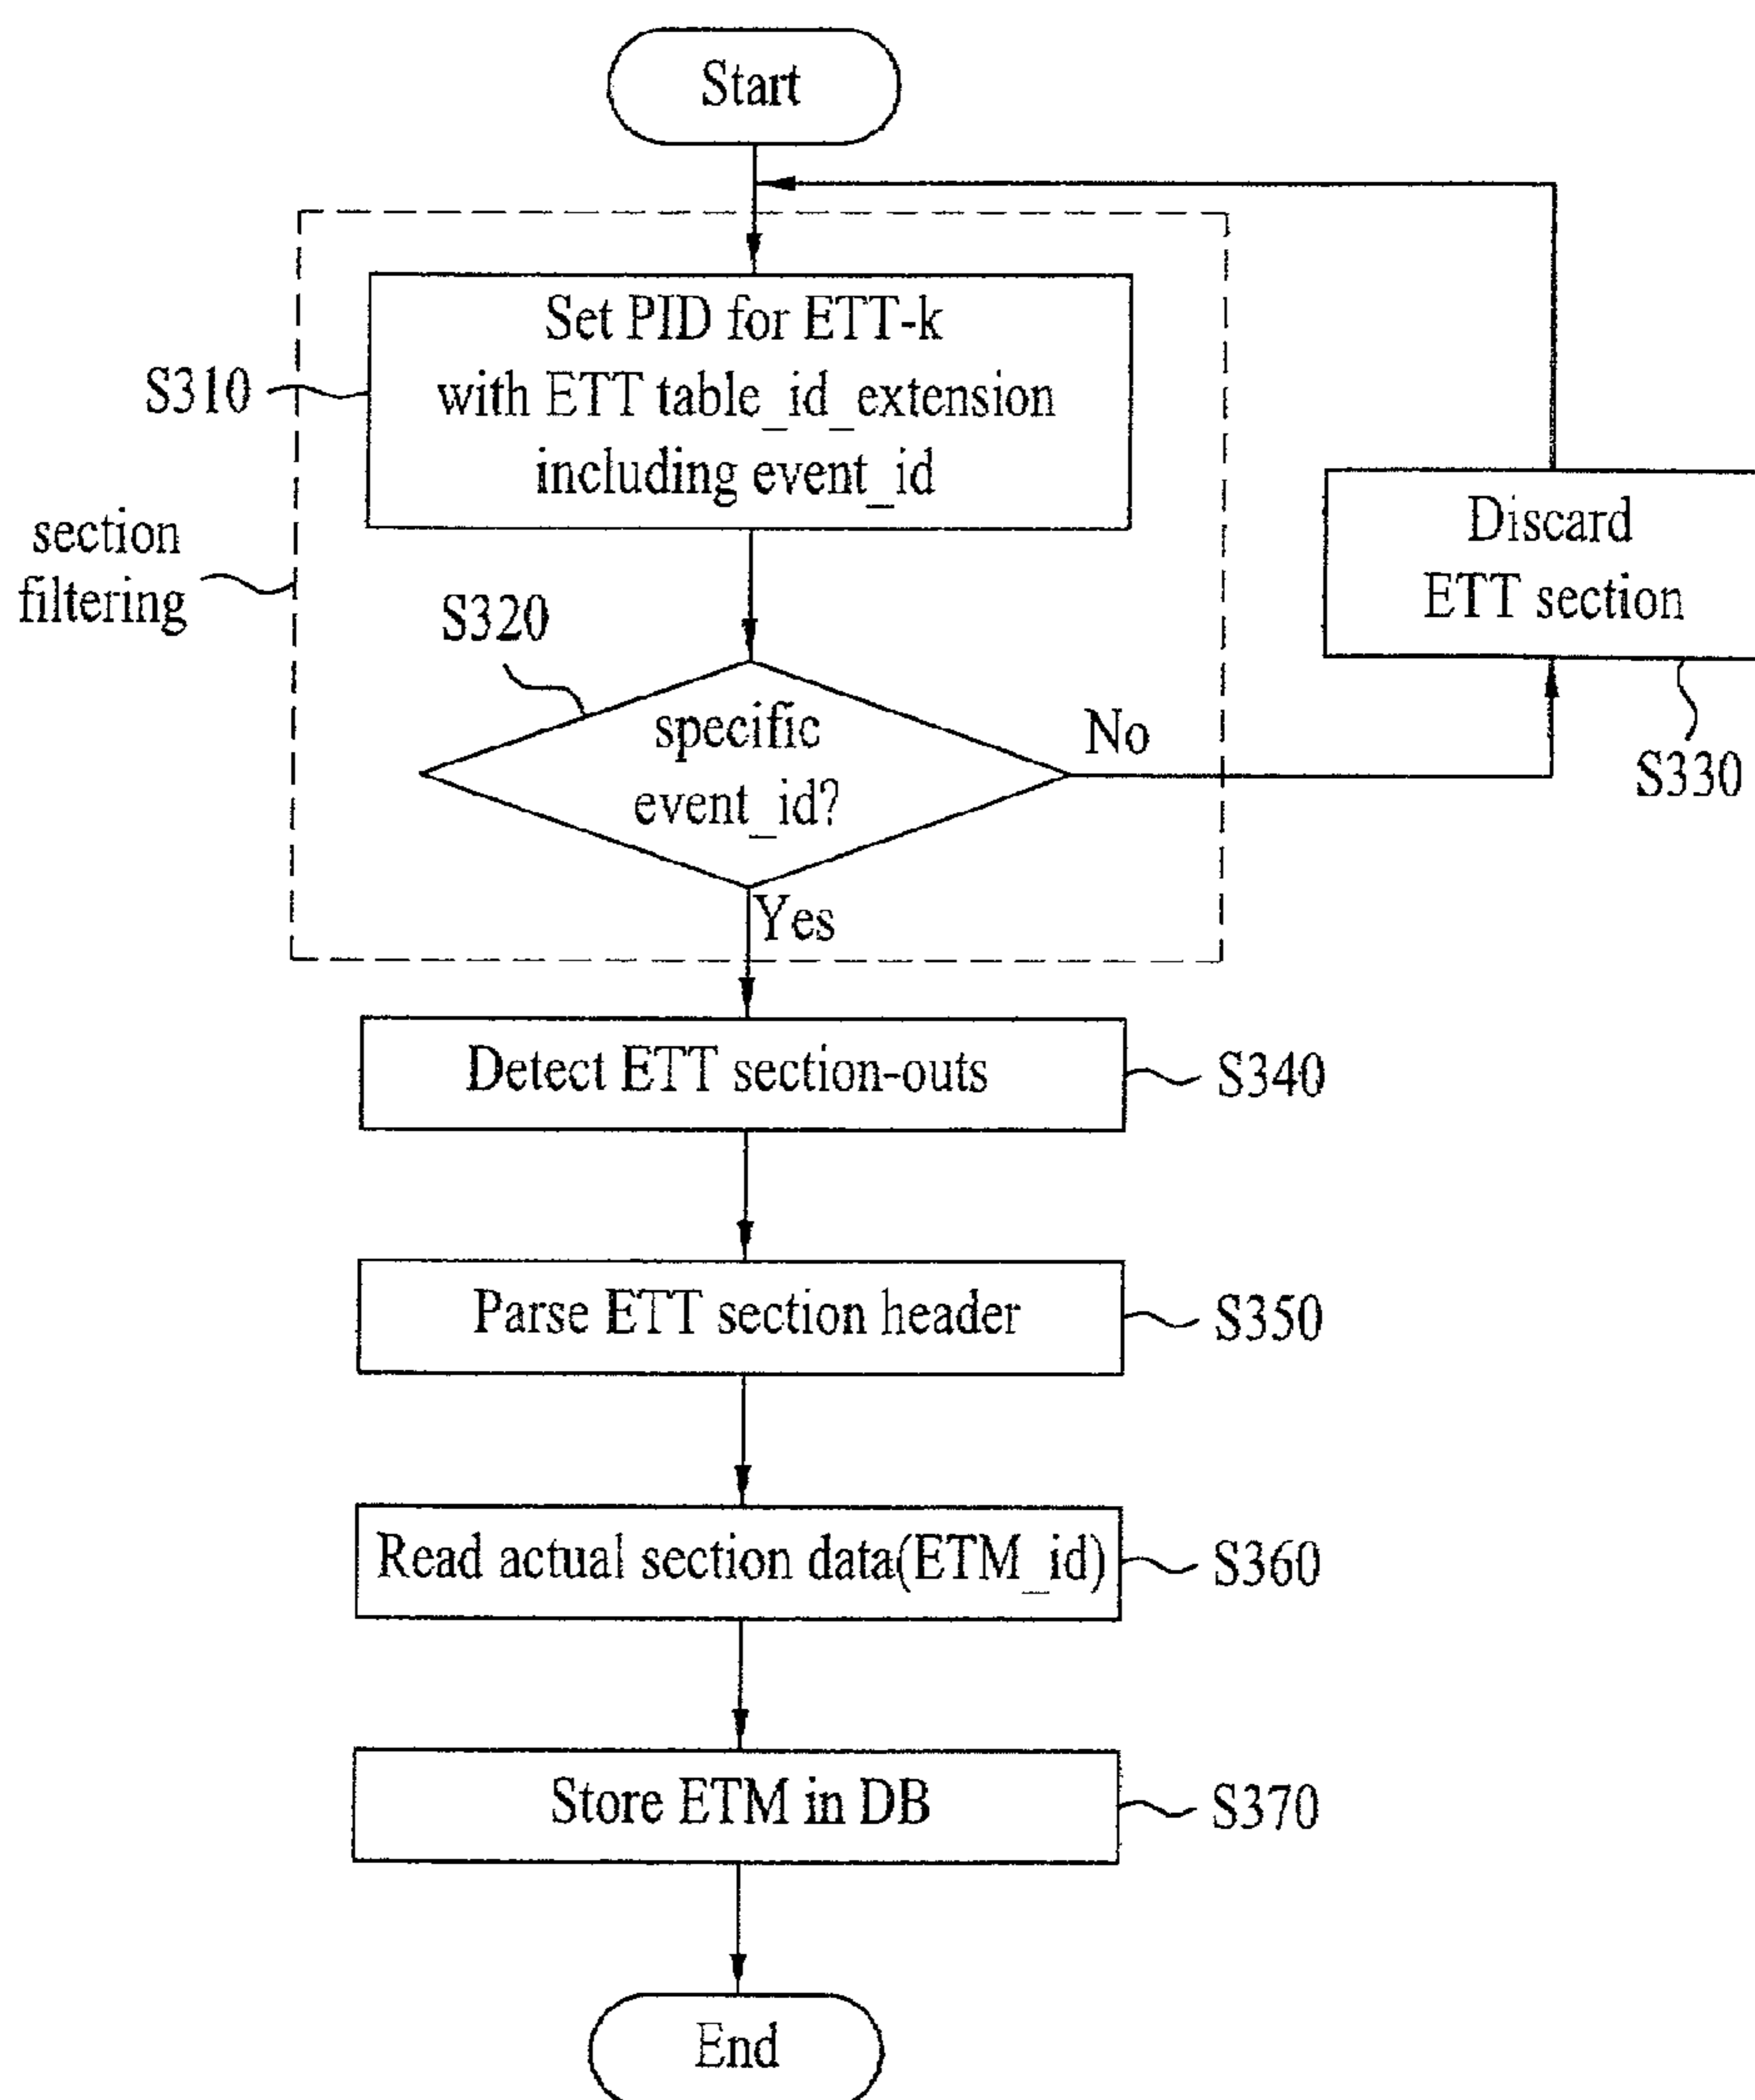 Start
Set PID for ETT-k
with ETT table_id_extension
including event_id
S310
section
filtering
Discard
ETT section
S330
S320
specific
event_id?
No
Yes
Detect ETT section-outs
S340
Parse ETT section header
S350
Read actual section data(ETM_id)
S360
Store ETM in DB
S370
End